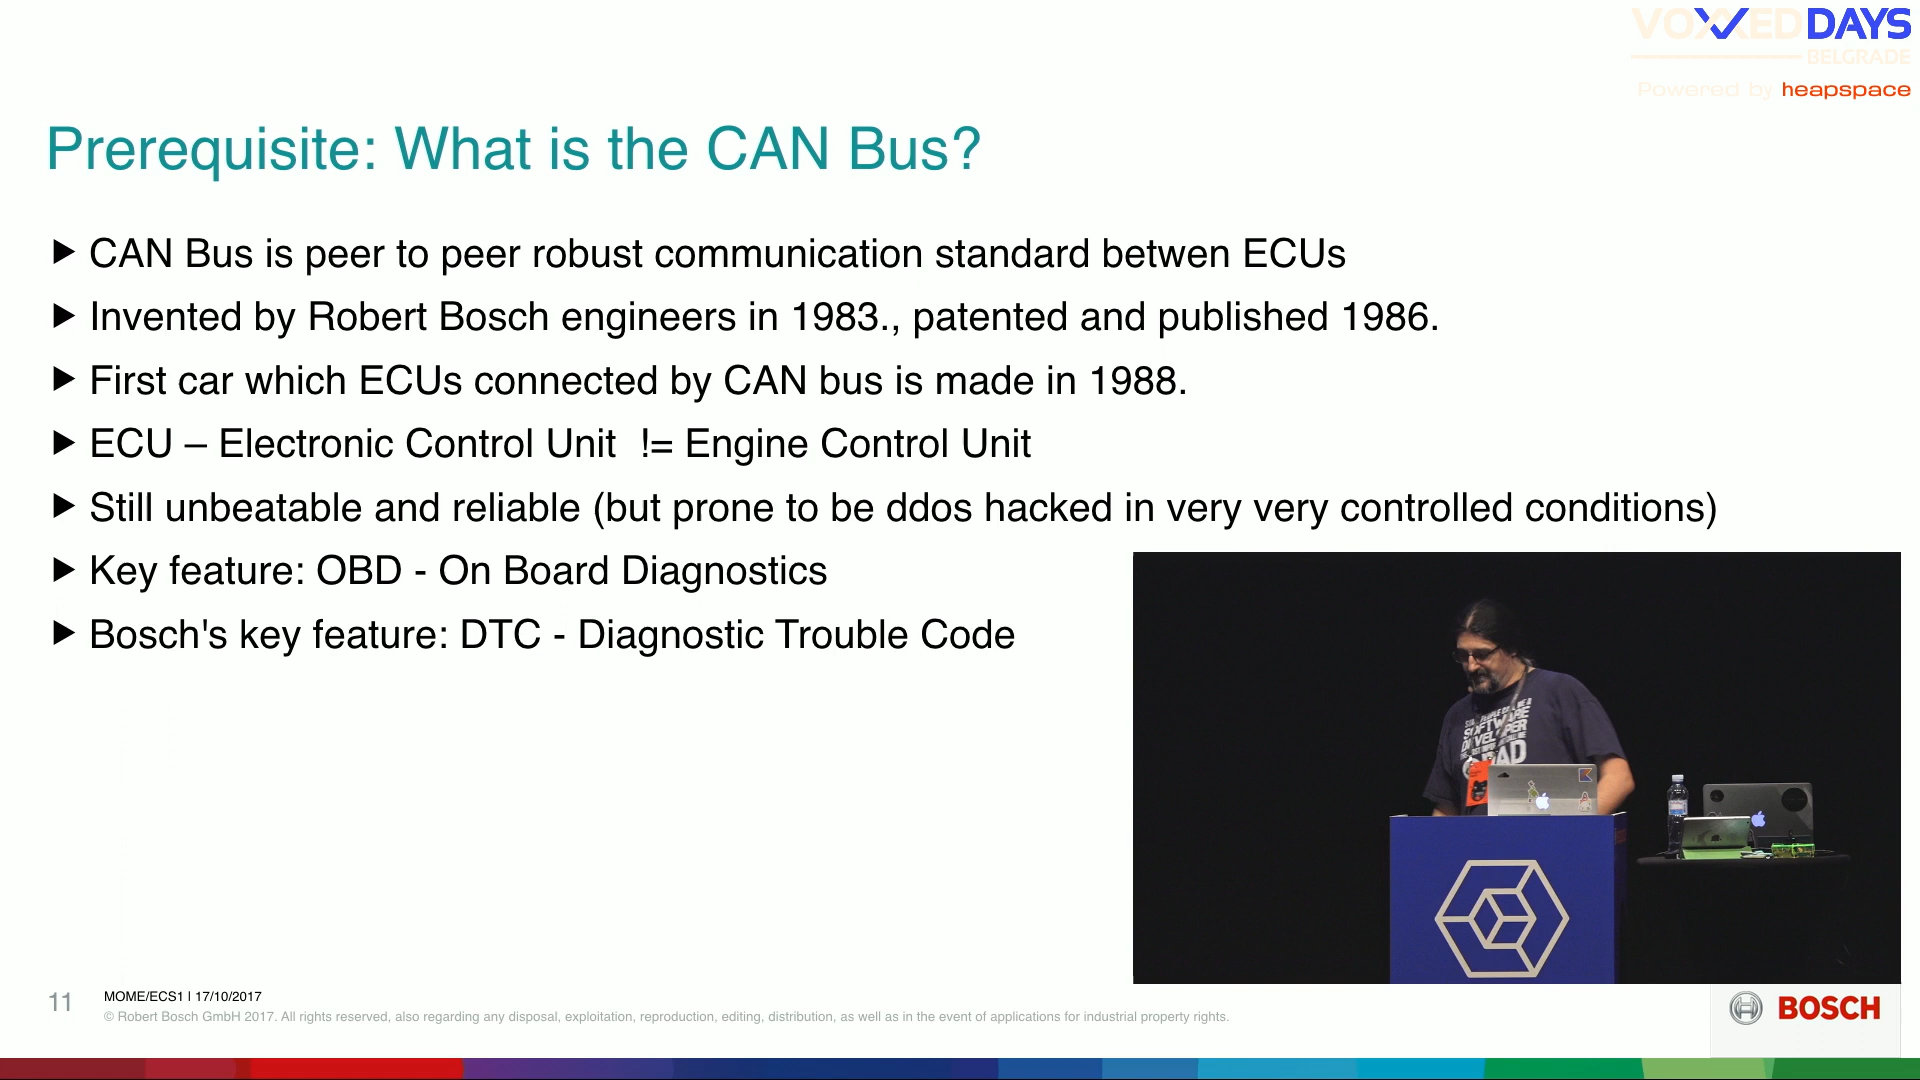 VOXXED DAYS
BELGRADE
Powered by heapspace
Prerequisite: What is the CAN Bus?
CAN Bus is peer to peer robust communication standard betwen ECUs
Invented by Robert Bosch engineers in 1983., patented and published 1986.
First car which ECUs connected by CAN bus is made in 1988.
ECU – Electronic Control Unit != Engine Control Unit
Still unbeatable and reliable (but prone to be ddos hacked in very very controlled conditions)
Key feature: OBD - On Board Diagnostics
Bosch's key feature: DTC - Diagnostic Trouble Code
SOFTWARE
DEVELOPER
11
MOME/ECS1 | 17/10/2017
© Robert Bosch GmbH 2017. All rights reserved, also regarding any disposal, exploitation, reproduction, editing, distribution, as well as in the event of applications for industrial property rights.
BOSCH